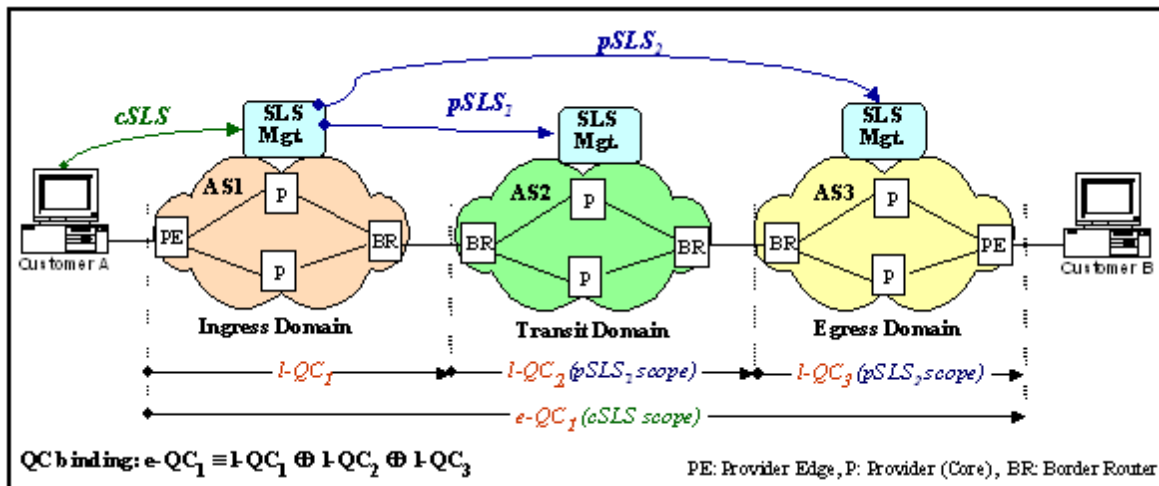 pSLS2
cSLS
pSLS1
SLS Mgt.
SLS Mgt.
SLS Mgt.
AS1
AS2
AS3
P
P
P
PE
BR
BR
BR
BR
PE
P
P
P
Customer A
Customer B
Ingress Domain
Transit Domain
Egress Domain
l-QC1
l-QC2 (pSLS1 scope)
l-QC3 (pSLS2 scope)
e-QC1 (cSLS scope)
QC binding: e-QC1 ≡ l-QC1 ⊕ l-QC2 ⊕ l-QC3
PE: Provider Edge, P: Provider (Core), BR: Border Router